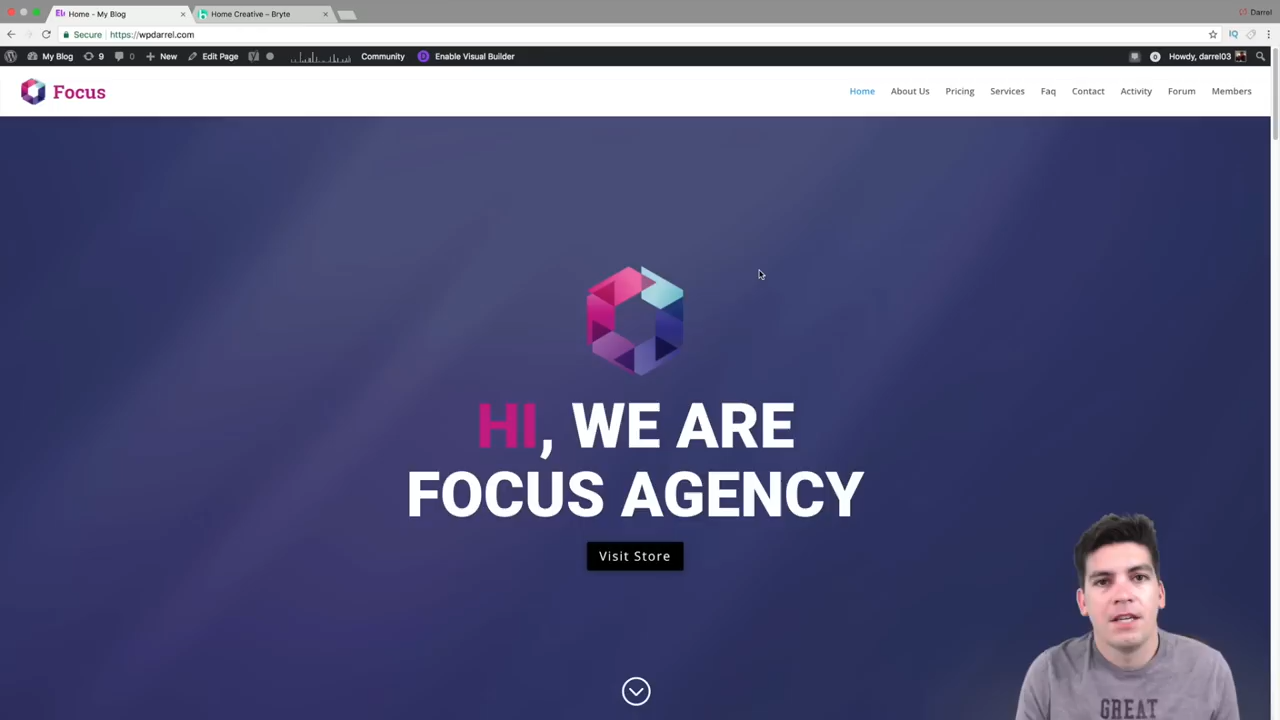 Home - My Blog
Home Creative – Bryte
Darrel
Secure
https://wpdarrel.com
IQ
My Blog
9
0
New
Edit Page
Community
D
Enable Visual Builder
0
Howdy, darrel03
Focus
Home
About Us
Pricing
Services
Faq
Contact
Activity
Forum
Members
HI, WE ARE
FOCUS AGENCY
Visit Store
GREAT